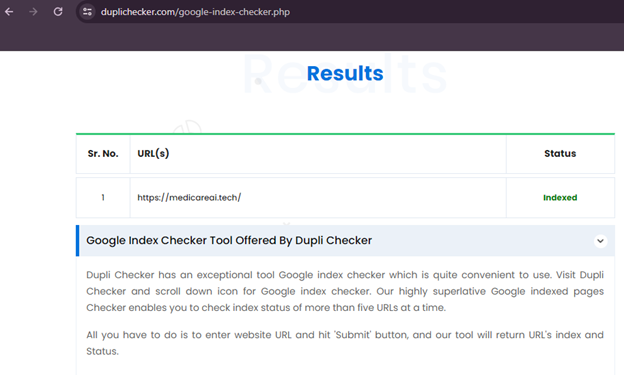 duplichecker.com/google-index-checker.php
Results
Results
Sr. No. URL(s) Status
1 https://medicareai.tech/ Indexed
Google Index Checker Tool Offered By Dupli Checker
Dupli Checker has an exceptional tool Google index checker which is quite convenient to use. Visit Dupli
Checker and scroll down icon for Google index checker. Our highly superlative Google indexed pages
Checker enables you to check index status of more than five URLs at a time.
All you have to do is to enter website URL and hit 'Submit' button, and our tool will return URL's index and
Status.